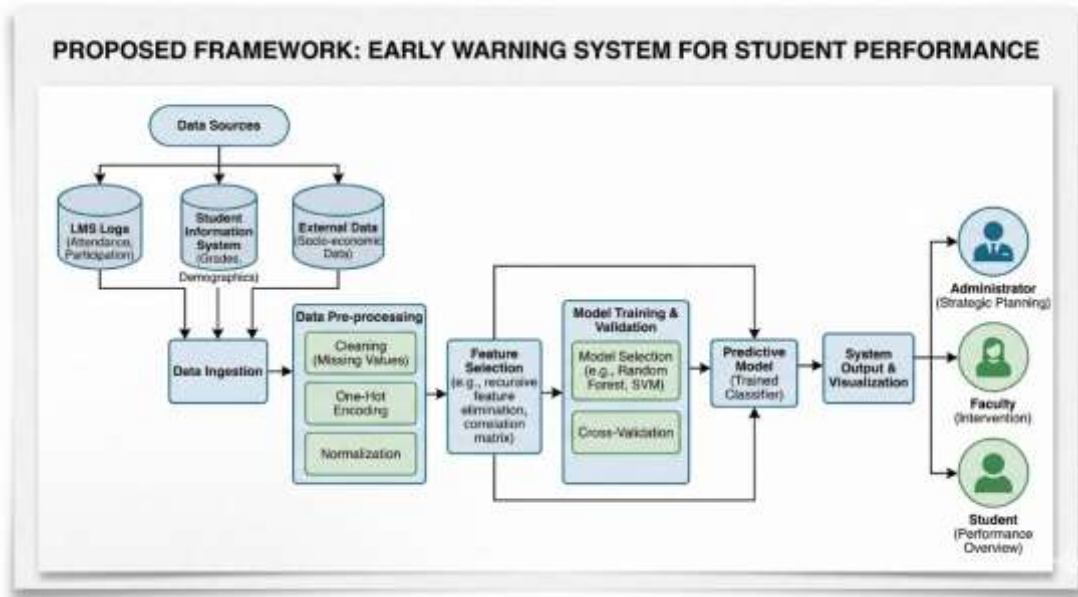 PROPOSED FRAMEWORK: EARLY WARNING SYSTEM FOR STUDENT PERFORMANCE
Data Sources
LMS Logs
(Attendance,
Participation)
Student
Information
System
(Grades,
Demographics)
External Data
(Socio-economic
Data)
Data Ingestion
Data Pre-processing
Cleaning
(Missing Values)
One-Hot
Encoding
Normalization
Feature
Selection
(e.g., recursive
feature
elimination,
correlation
matrix)
Model Training &
Validation
Model Selection
(e.g., Random
Forest, SVM)
Cross-Validation
Predictive
Model
(Trained
Classifier)
System
Output &
Visualization
Administrator
(Strategic Planning)
Faculty
(Intervention)
Student
(Performance
Overview)